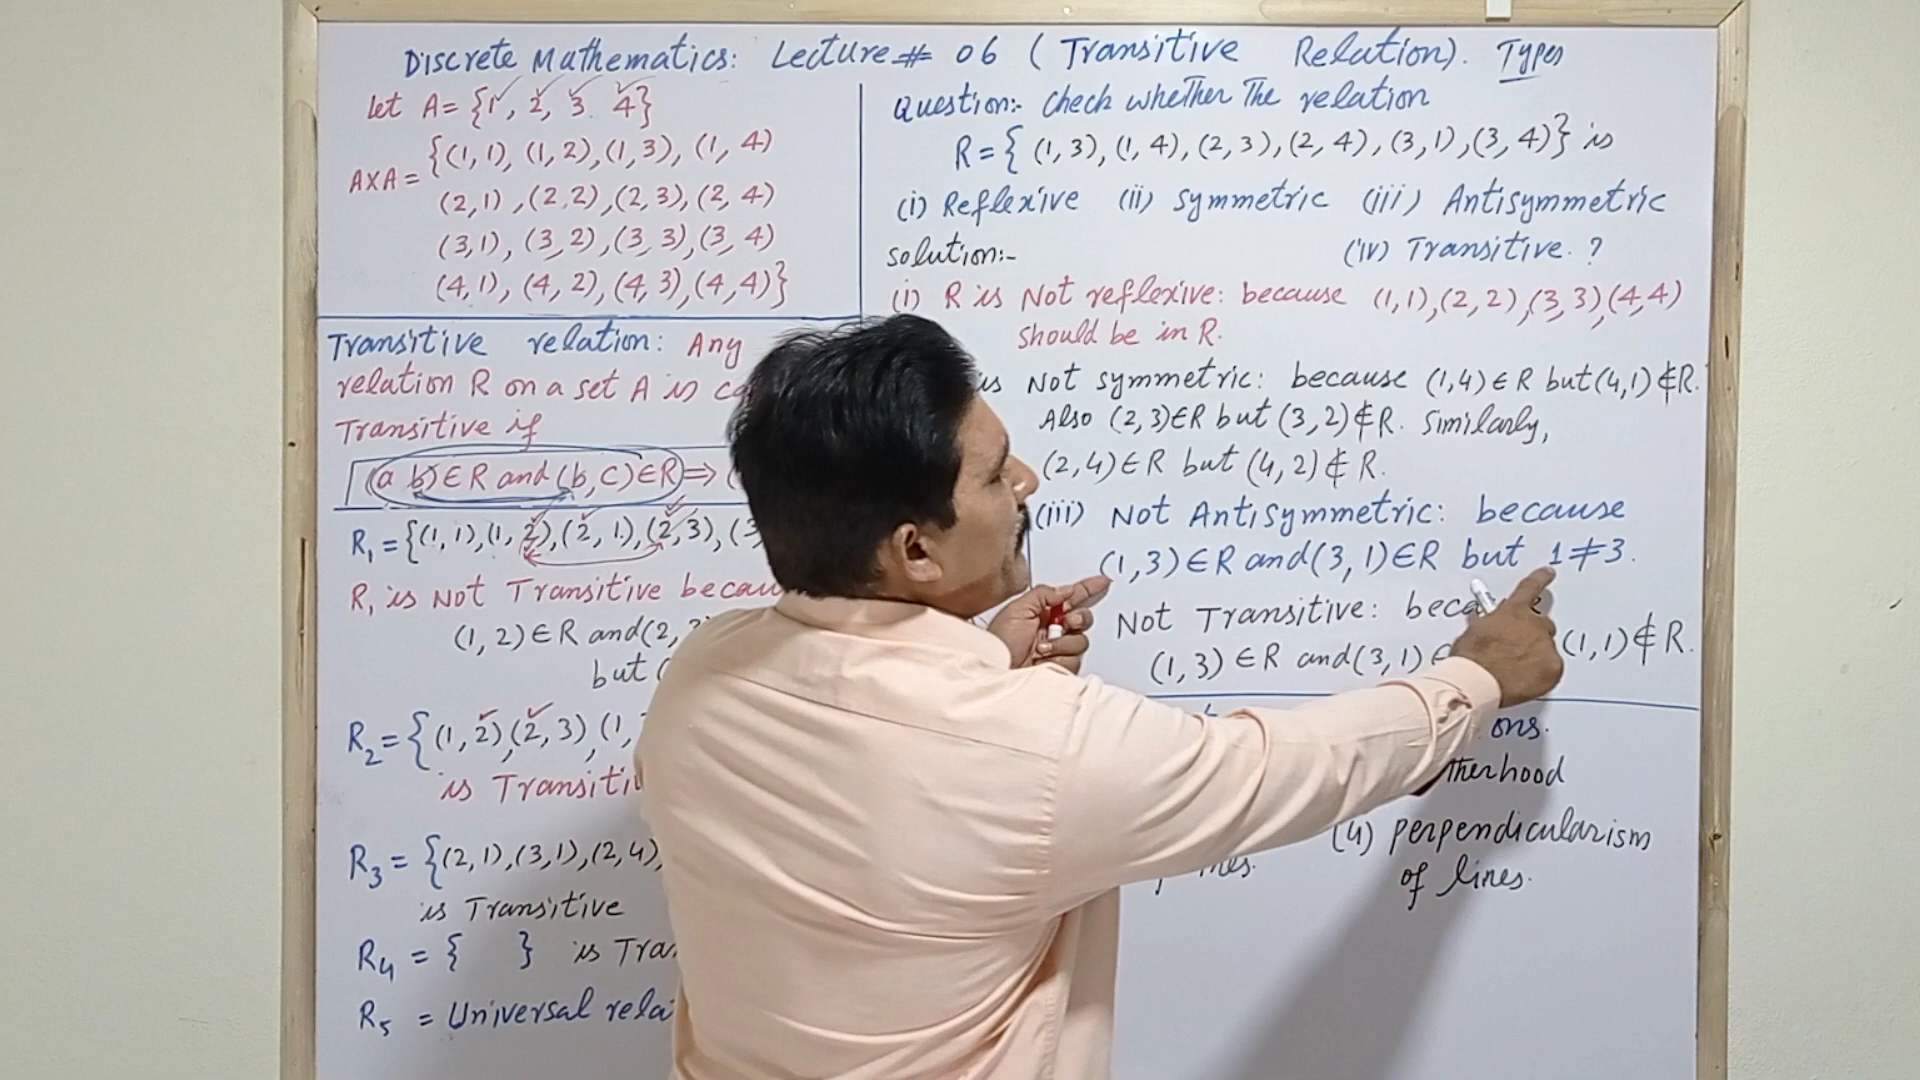 Discrete Mathematics: Lecture # 06 (Transitive Relation). Types
Let A = {1, 2, 3. 4}
AXA = {(1,1), (1,2), (1,3), (1,4)
(2,1), (2,2), (2,3), (2,4)
(3,1), (3,2), (3,3), (3,4)
(4,1), (4,2), (4,3), (4,4)}
Transitive relation: Any
relation R on a set A is
Transitive if
(a b) ∈ R and (b, c) ∈ R ⇒ (
R₁ = {(1,1), (1,2), (2,1), (2,3), (3
R₁ is Not Transitive
(1,2) ∈ R and (2,
but (
R₂ = {(1,2), (2,3), (1,
is
R₃ = {(2,1), (3,1), (2,4),
is Transitive
R₄ = { } is
R₅ = Universal
Question:- Check whether The relation
R = { (1,3), (1,4), (2,3), (2,4), (3,1), (3,4)} is
(i) Reflexive (ii) Symmetric (iii) Antisymmetric
(iv) Transitive. ?
Solution:-
(i) R is Not reflexive: because (1,1), (2,2), (3,3) (4,4)
should be in R.
is Not symmetric: because (1,4) ∈ R but (4,1) ∉ R.
Also (2,3) ∈ R but (3,2) ∉ R. Similarly,
(2,4) ∈ R but (4,2) ∉ R.
(iii) Not Antisymmetric: because
(1,3) ∈ R and (3,1) ∈ R but 1 ≠ 3.
Not Transitive:
(1,3) ∈ R and (3,1) ∈ (1,1) ∉ R.
ons.
therhood
(4) perpendicularism
of lines.